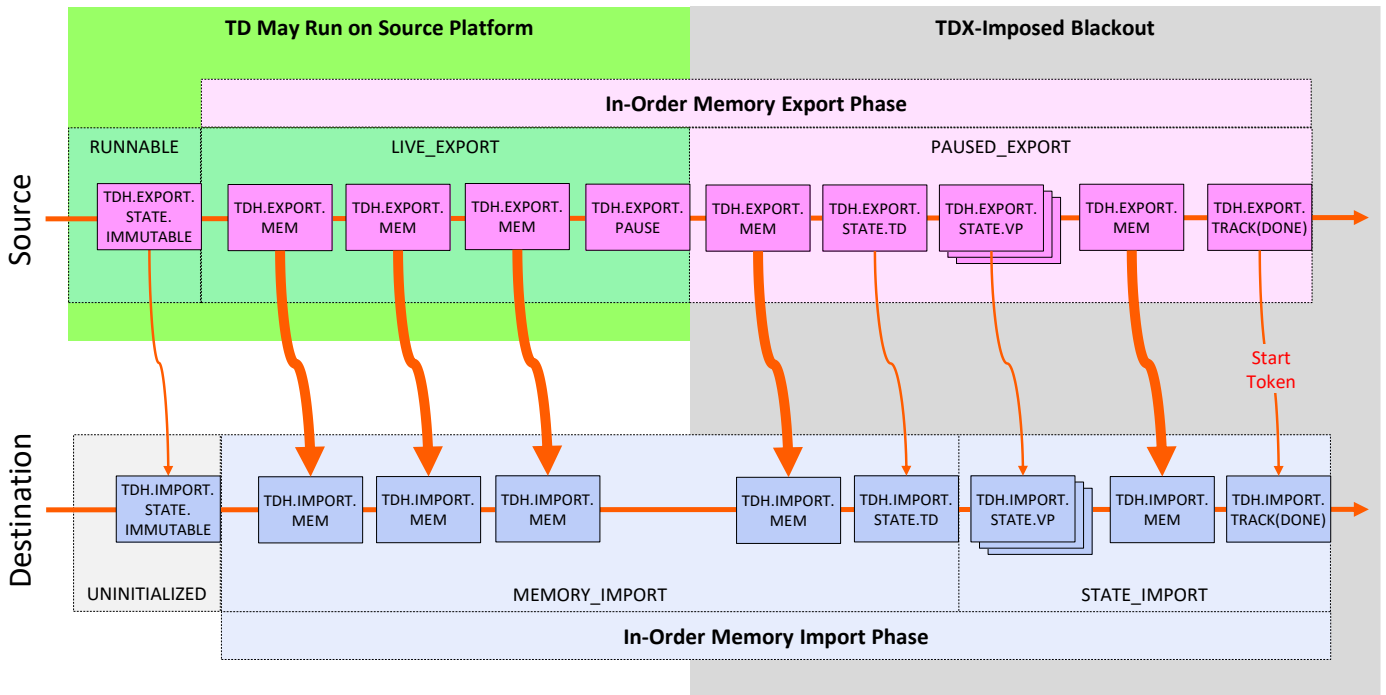 TD May Run on Source Platform
TDX-Imposed Blackout
In-Order Memory Export Phase
RUNNABLE
LIVE_EXPORT
PAUSED_EXPORT
Source
TDH.EXPORT.
STATE.
IMMUTABLE
TDH.EXPORT.
MEM
TDH.EXPORT.
MEM
TDH.EXPORT.
MEM
TDH.EXPORT.
PAUSE
TDH.EXPORT.
MEM
TDH.EXPORT.
STATE.TD
TDH.EXPORT.
STATE.VP
TDH.EXPORT.
MEM
TDH.EXPORT.
TRACK(DONE)
Start
Token
Destination
TDH.IMPORT.
STATE.
IMMUTABLE
TDH.IMPORT.
MEM
TDH.IMPORT.
MEM
TDH.IMPORT.
MEM
TDH.IMPORT.
MEM
TDH.IMPORT.
STATE.TD
TDH.IMPORT.
STATE.VP
TDH.IMPORT.
MEM
TDH.IMPORT.
TRACK(DONE)
UNINITIALIZED
MEMORY_IMPORT
STATE_IMPORT
In-Order Memory Import Phase